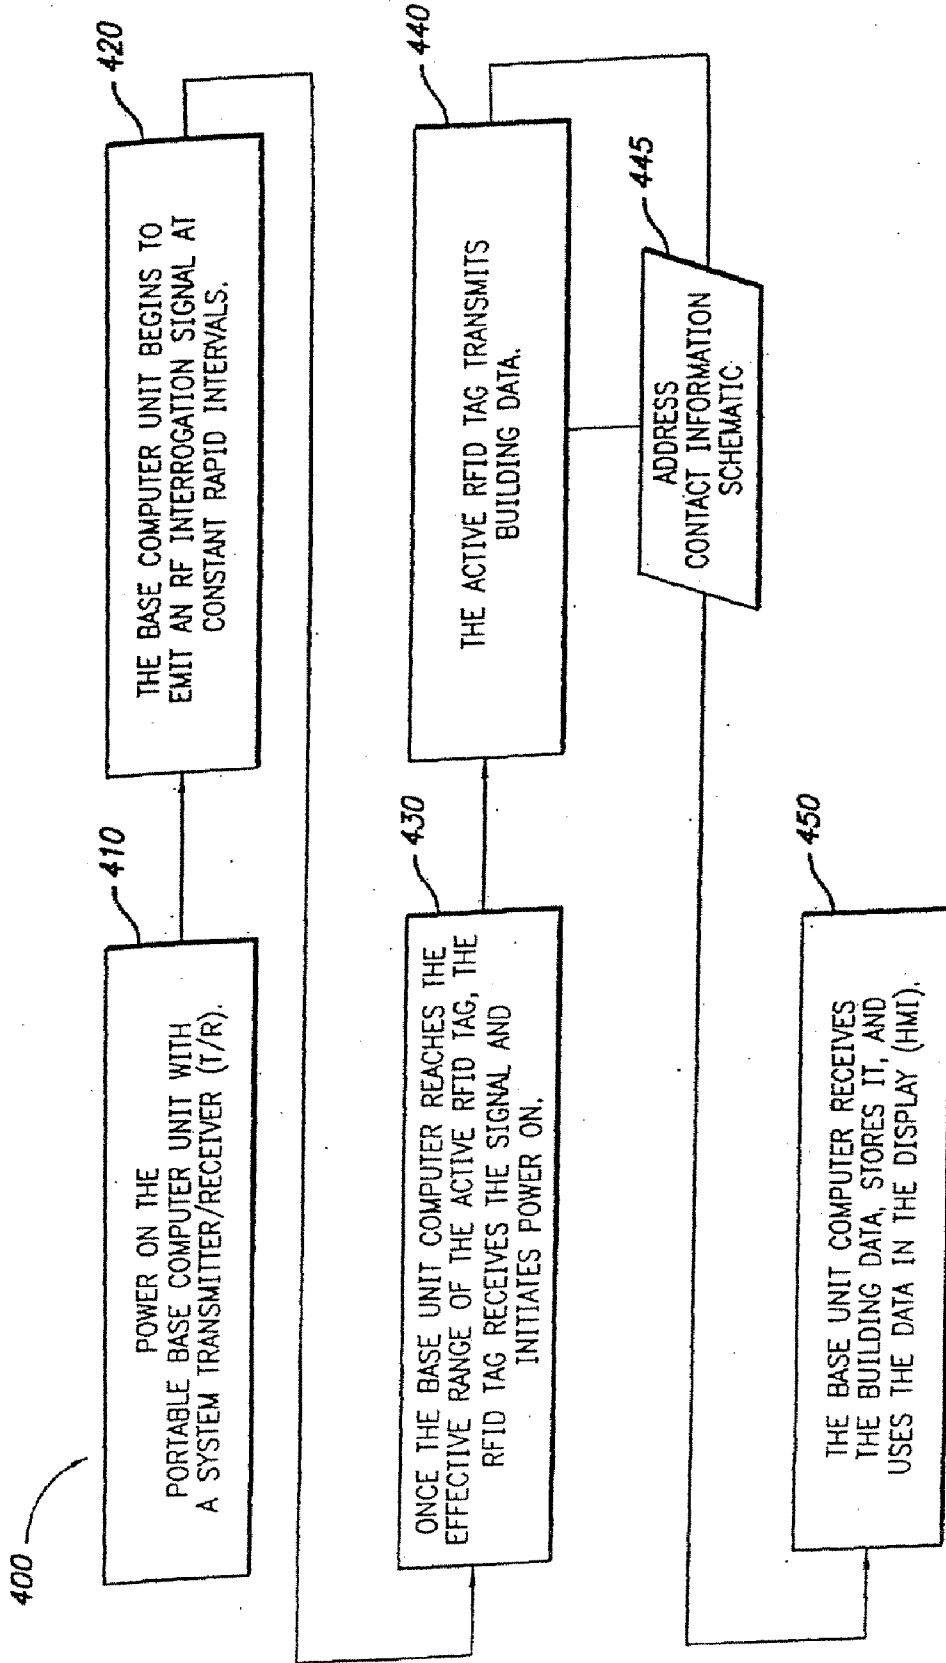 400
410
POWER ON THE
PORTABLE BASE COMPUTER UNIT WITH
A SYSTEM TRANSMITTER/RECEIVER (T/R).
420
THE BASE COMPUTER UNIT BEGINS TO
EMIT AN RF INTERROGATION SIGNAL AT
CONSTANT RAPID INTERVALS.
430
ONCE THE BASE UNIT COMPUTER REACHES THE
EFFECTIVE RANGE OF THE ACTIVE RFID TAG, THE
RFID TAG RECEIVES THE SIGNAL AND
INITIATES POWER ON.
440
THE ACTIVE RFID TAG TRANSMITS
BUILDING DATA.
445
ADDRESS
CONTACT INFORMATION
SCHEMATIC
450
THE BASE UNIT COMPUTER RECEIVES
THE BUILDING DATA, STORES IT, AND
USES THE DATA IN THE DISPLAY (HMI).